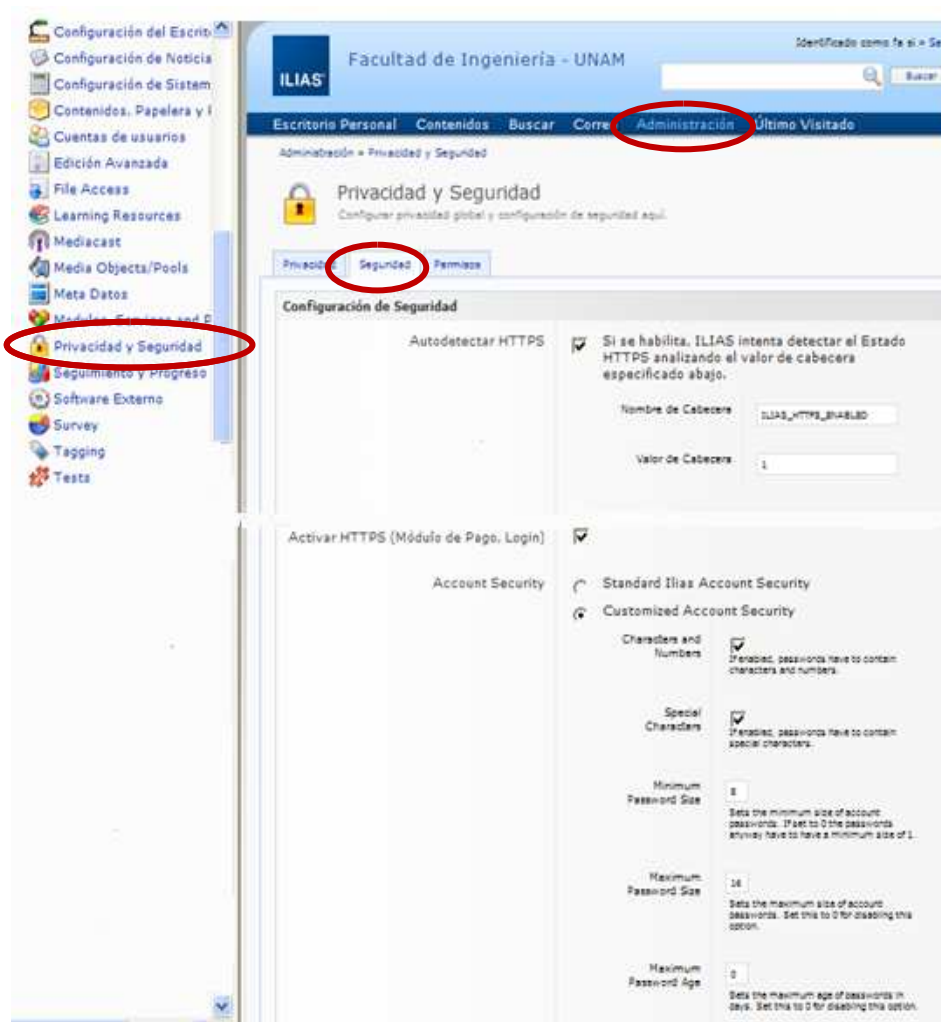 Configuración del Escrit
Configuración de Noticia
Configuración de Sistem
Contenidos, Papelera y
Cuentas de usuarios
Edición Avanzada
File Access
Learning Resources
Mediacast
Media Objects/Pools
Meta Datos
Modules, Services and P
Privacidad y Seguridad
Seguimiento y Progreso
Software Externo
Survey
Tagging
Tests
Identificado como
ILIAS
Facultad de Ingeniería - UNAM
Buscar
Escritorio Personal Contenidos Buscar Correo Administración Último Visitado
Administración » Privacidad y Seguridad
Privacidad y Seguridad
Configurar privacidad global y configuración de seguridad aquí.
Privacidad Seguridad Permisos
Configuración de Seguridad
Autodetectar HTTPS
Si se habilita, ILIAS intenta detectar el Estado
HTTPS analizando el valor de cabecera
especificado abajo.
Nombre de Cabecera ILIAS_HTTPS_ENABLED
Valor de Cabecera 1
Activar HTTPS (Módulo de Pago, Login)
Account Security
Standard Ilias Account Security
Customized Account Security
Characters and
Numbers
If enabled, passwords have to contain
characters and numbers.
Special
Characters
If enabled, passwords have to contain
special characters.
Minimum
Password Size
8
Sets the minimum size of account
passwords. If set to 0 the passwords
anyway have to have a minimum size of 1.
Maximum
Password Size
16
Sets the maximum size of account
passwords. Set this to 0 for disabling this
option.
Maximum
Password Age
0
Sets the maximum age of passwords in
days. Set this to 0 for disabling this option.